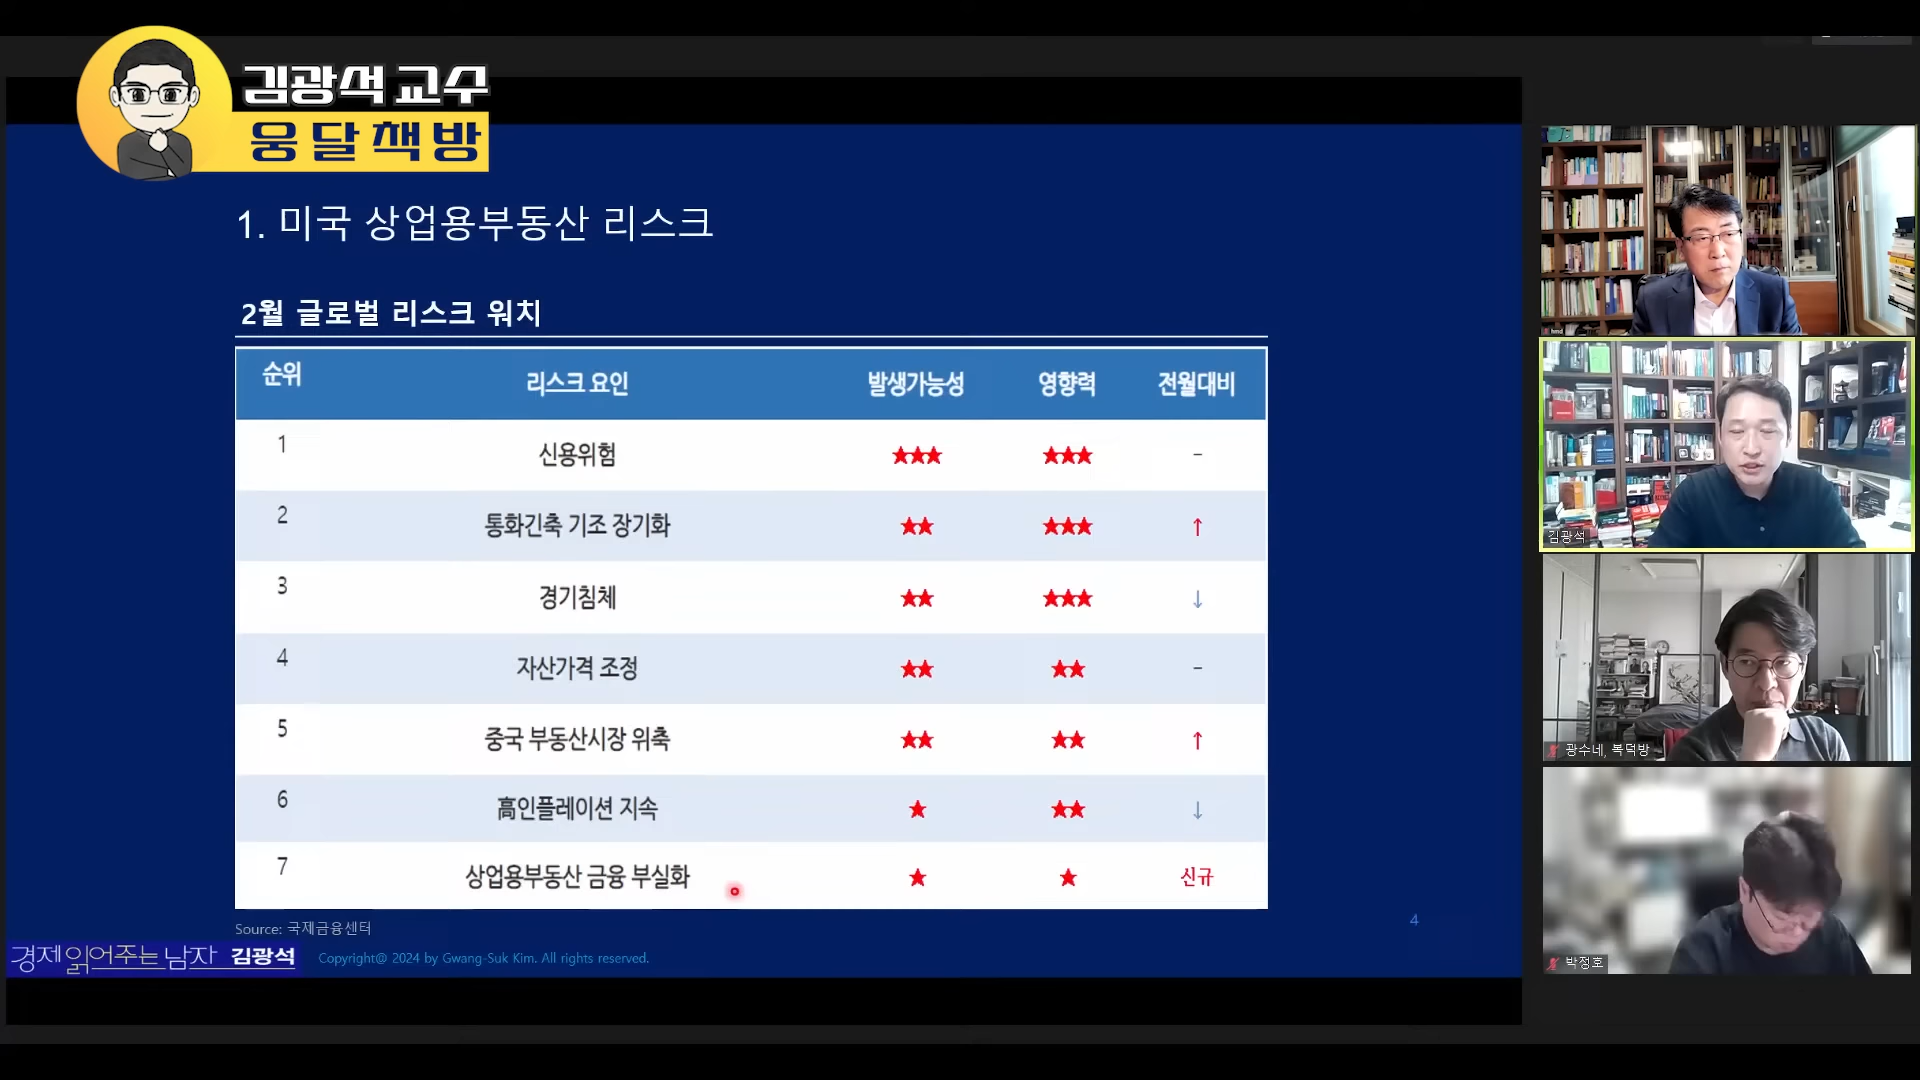 김광석 교수
웅달책방
1. 미국 상업용부동산 리스크
2월 글로벌 리스크 워치
순위 리스크 요인 발생가능성 영향력 전월대비
1 신용위험 ★★★ ★★★ -
2 통화긴축 기조 장기화 ★★ ★★★ ↑
3 경기침체 ★★ ★★★ ↓
4 자산가격 조정 ★★ ★★ -
5 중국 부동산시장 위축 ★★ ★★ ↑
6 高인플레이션 지속 ★ ★★ ↓
7 상업용부동산 금융 부실화 ★ ★ 신규
Source: 국제금융센터
4
경제읽어주는남자 김광석
Copyright@ 2024 by Gwang-Suk Kim. All rights reserved.
김광석
광수네, 복덕방
박정호